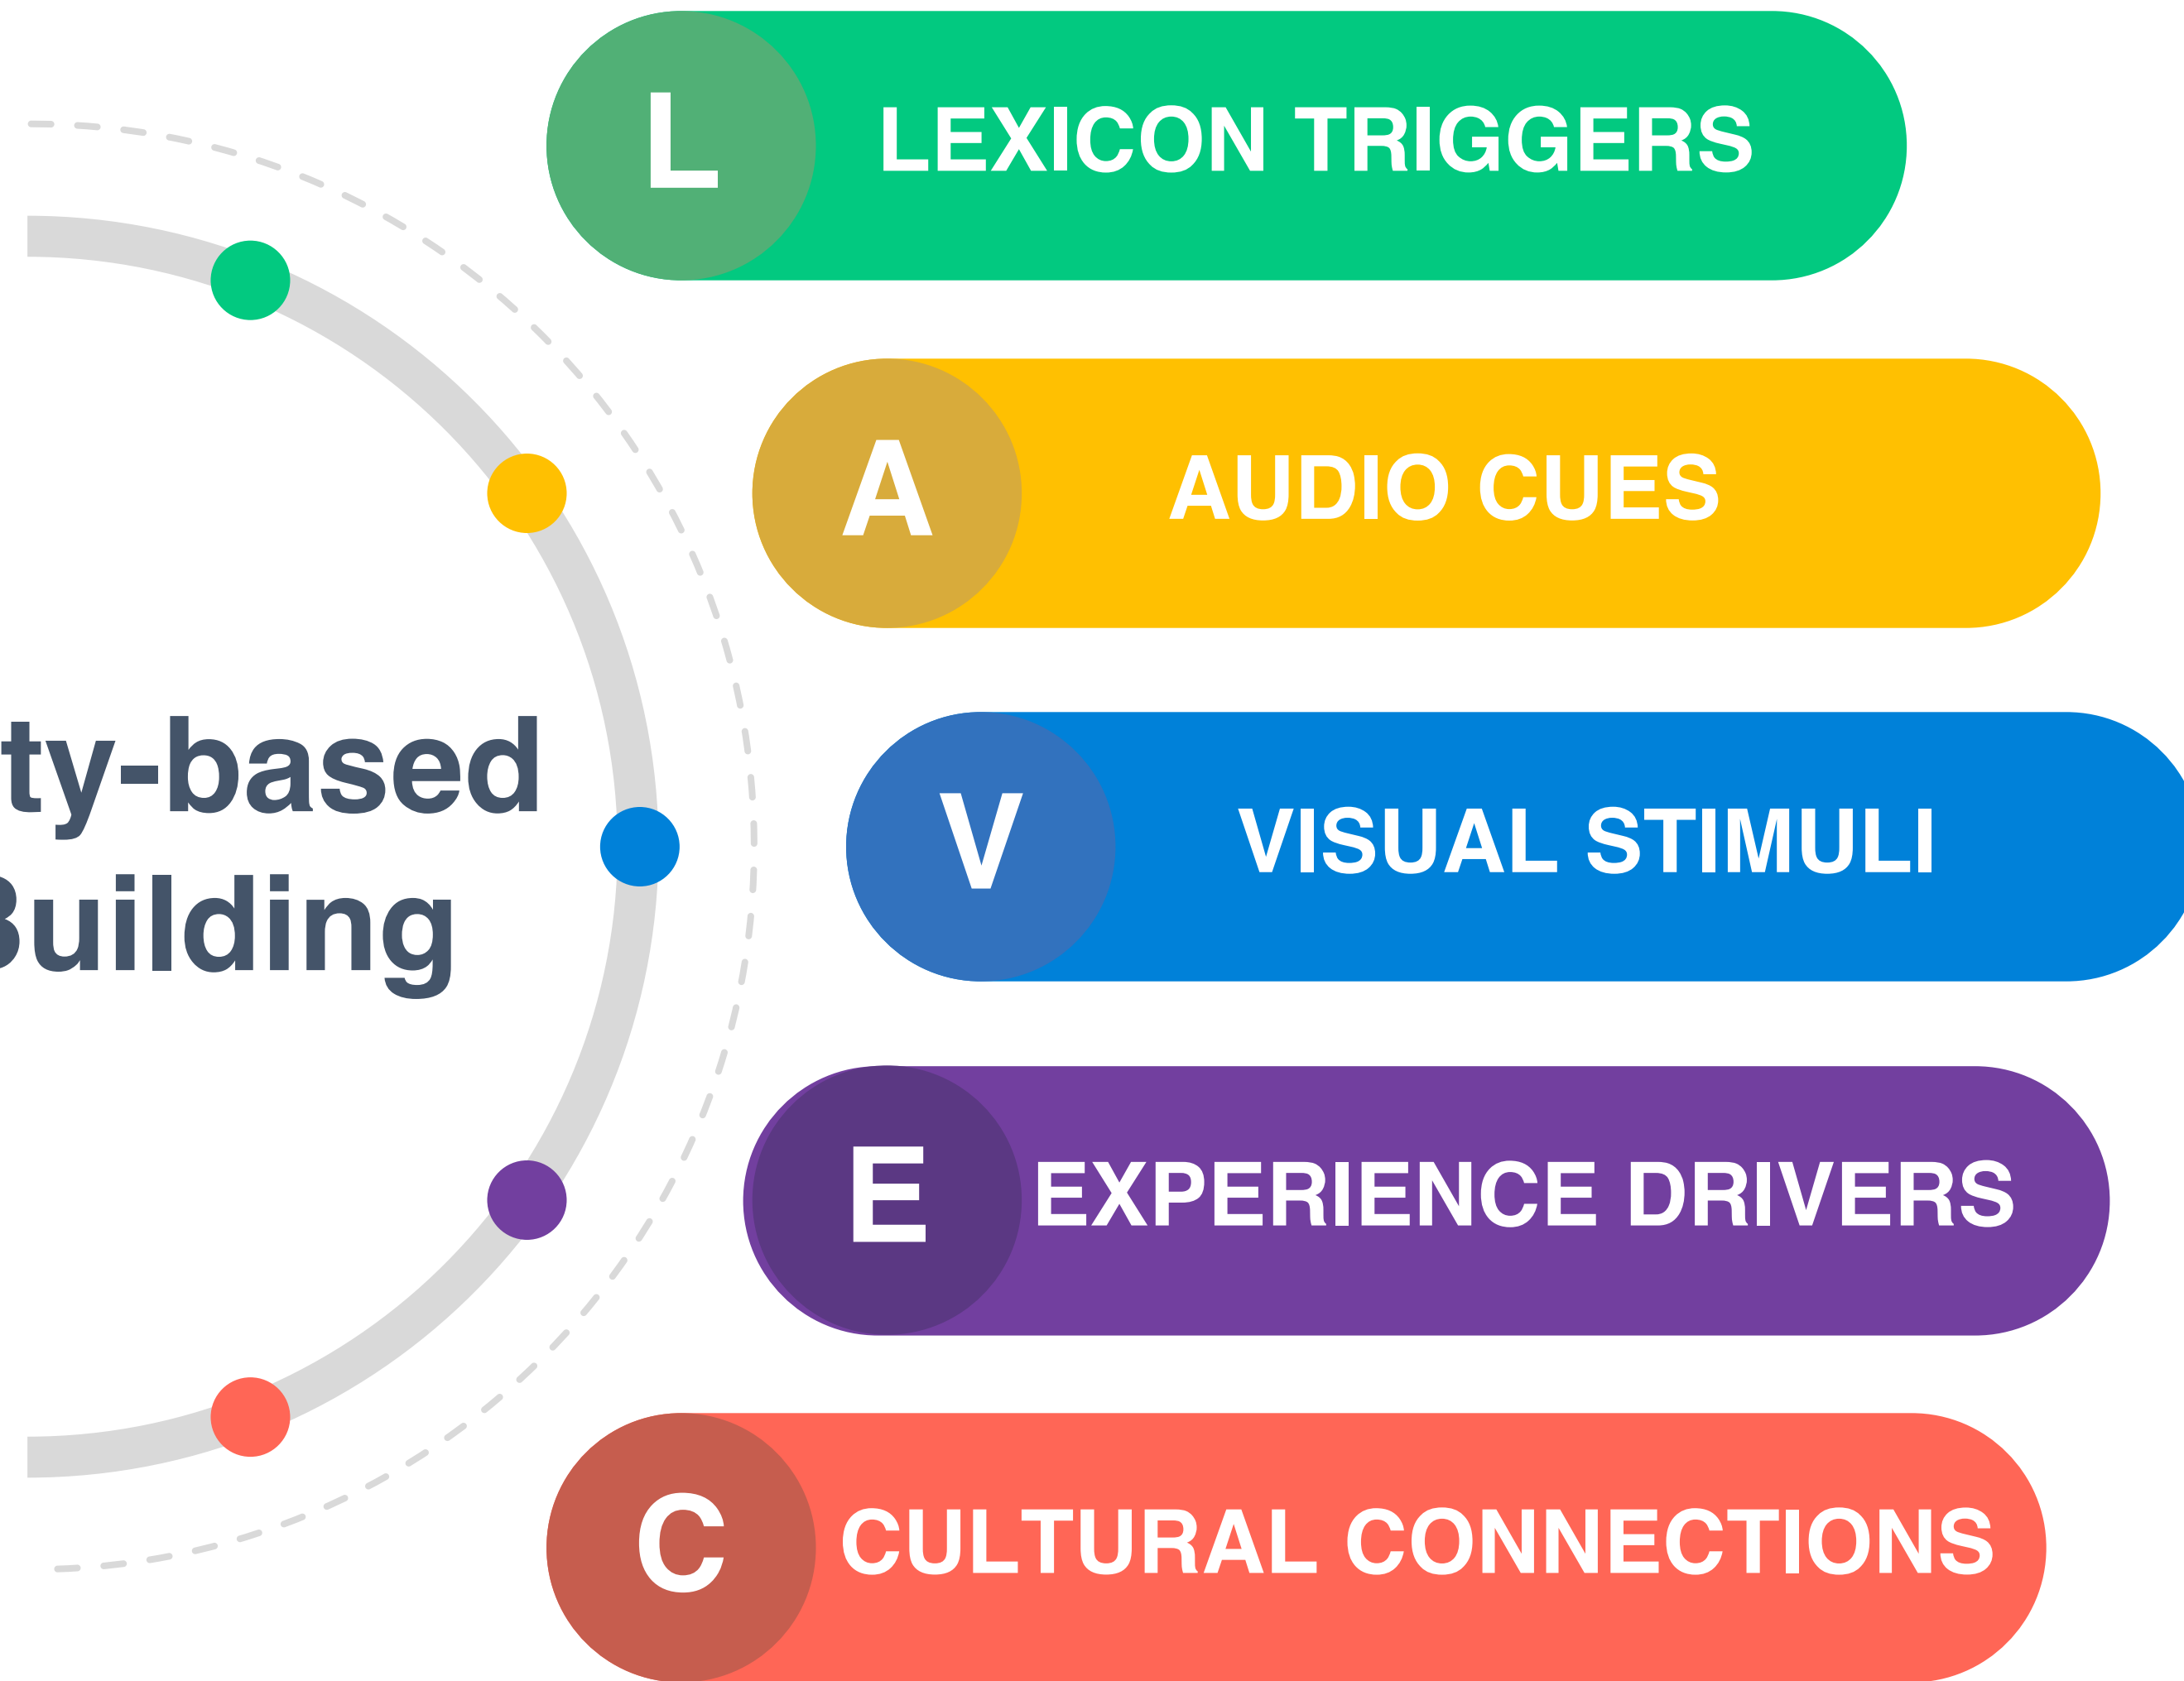 L
LEXICON TRIGGERS
A
AUDIO CUES
ty-based
Building
V
VISUAL STIMULI
E
EXPERIENCE DRIVERS
C
CULTURAL CONNECTIONS